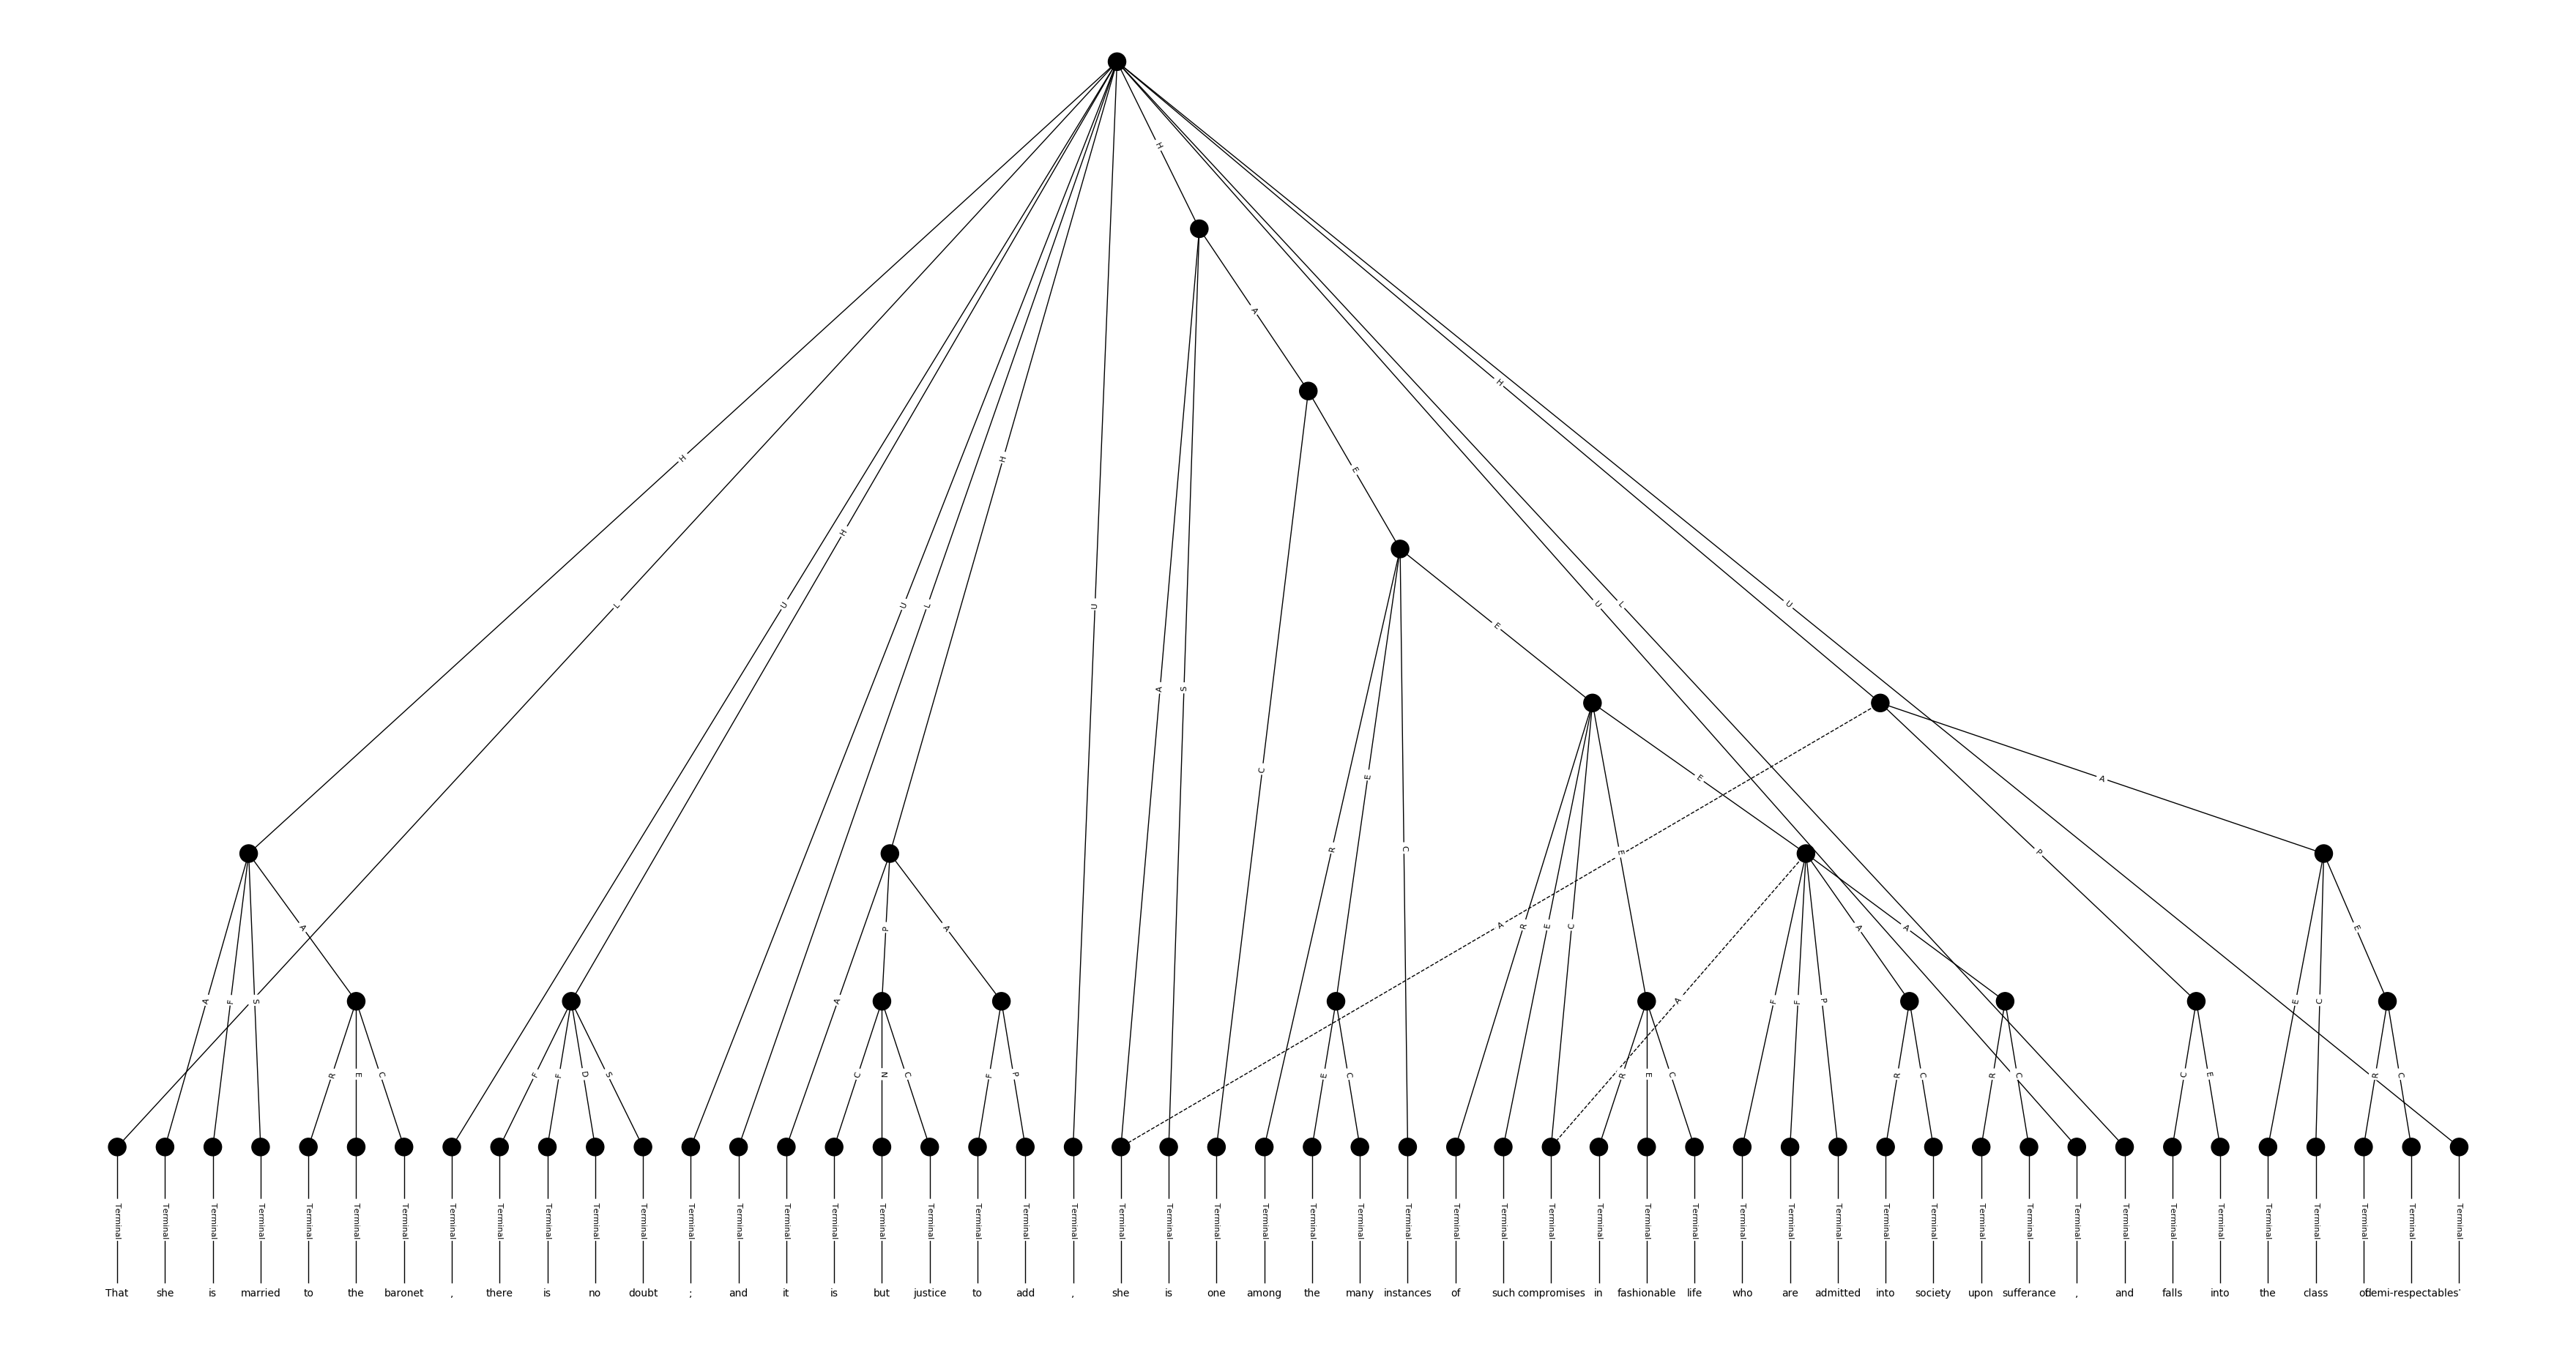 H
H
A
H
H
E
H
L
U
U
L
U
U
L
U
E
A
S
C
E
A
R
E
C
E
P
A
P
A
A
R
E
C
A
A
A
F
S
A
F
F
P
E
C
A
R
E
C
F
F
D
S
C
N
C
F
P
E
C
R
E
C
R
C
R
C
C
E
R
C
Terminal Terminal Terminal Terminal Terminal Terminal Terminal Terminal Terminal Terminal Terminal Terminal Terminal Terminal Terminal Terminal Terminal Terminal Terminal Terminal Terminal Terminal Terminal Terminal Terminal Terminal Terminal Terminal Terminal Terminal Terminal Terminal Terminal Terminal Terminal Terminal Terminal Terminal Terminal Terminal Terminal Terminal Terminal Terminal Terminal Terminal Terminal Terminal Terminal Terminal
That she is married to the baronet , there is no doubt ; and it is but justice to add , she is one among the many instances of such compromises in fashionable life who are admitted into society upon sufferance , and falls into the class of demi-respectables '